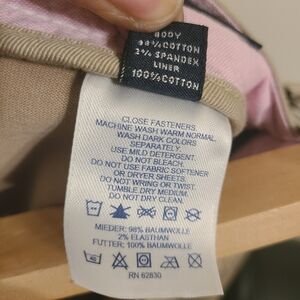 BODY
98% COTTON
2% SPANDEX
LINER
100% COTTON
CLOSE FASTENERS
MACHINE WASH WARM NORMAL.
WASH DARK COLORS
SEPARATELY.
USE MILD DETERGENT.
DO NOT BLEACH.
DO NOT USE FABRIC SOFTENER
OR DRYER SHEETS.
DO NOT WRING OR TWIST.
TUMBLE DRY MEDIUM.
DO NOT DRY CLEAN.
MIEDER: 98% BAUMWOLLE
2% ELASTHAN
FUTTER: 100% BAUMWOLLE
RN 62830